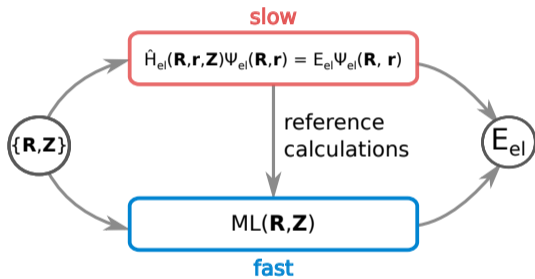 slow
Ĥel(R,r,Z)Ψel(R,r) = EelΨel(R, r)
{R,Z}
reference
calculations
Eel
ML(R,Z)
fast